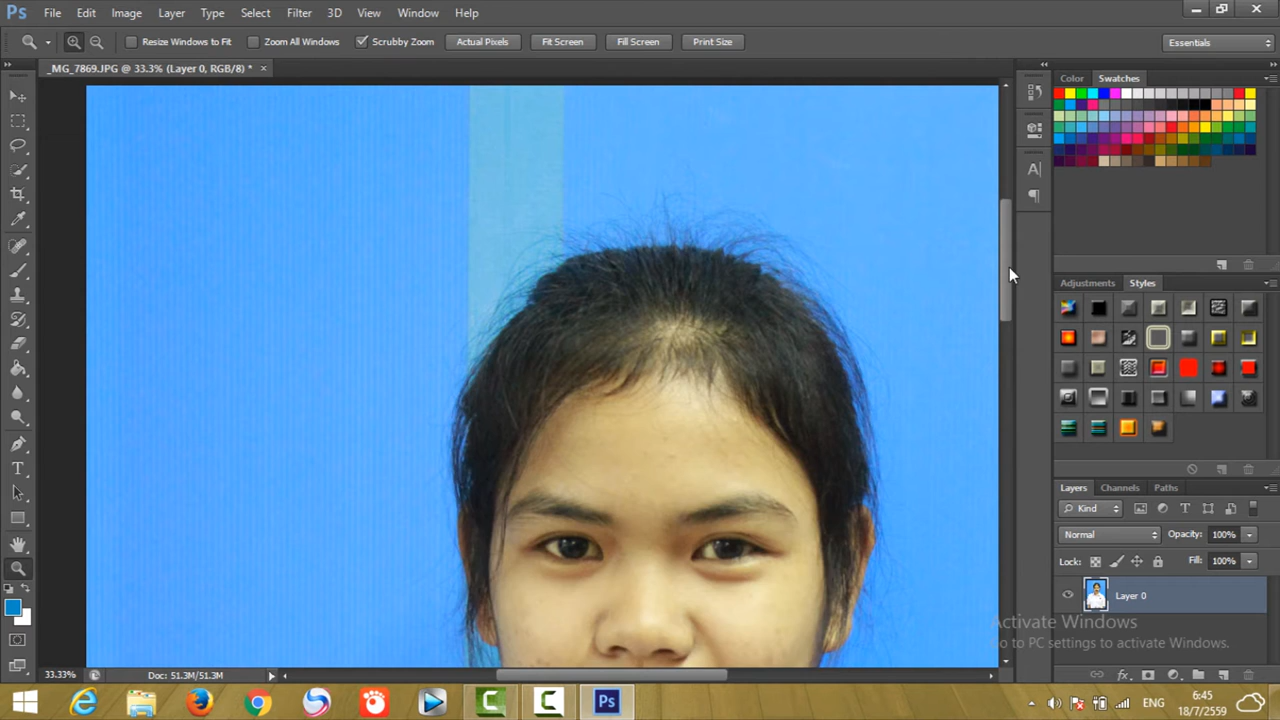 Ps File Edit Image Layer Type Select Filter 3D View Window Help
Resize Windows to Fit Zoom All Windows Scrubby Zoom Actual Pixels Fit Screen Fill Screen Print Size Essentials
_MG_7869.JPG @ 33.3% (Layer 0, RGB/8) * ×
Color Swatches
Adjustments Styles
Layers Channels Paths
Kind
Normal Opacity: 100%
Lock: Fill: 100%
Layer 0
Activate Windows
Go to PC settings to activate Windows.
33.33% Doc: 51.3M/51.3M
Ps ENG 6:45
18/7/2559